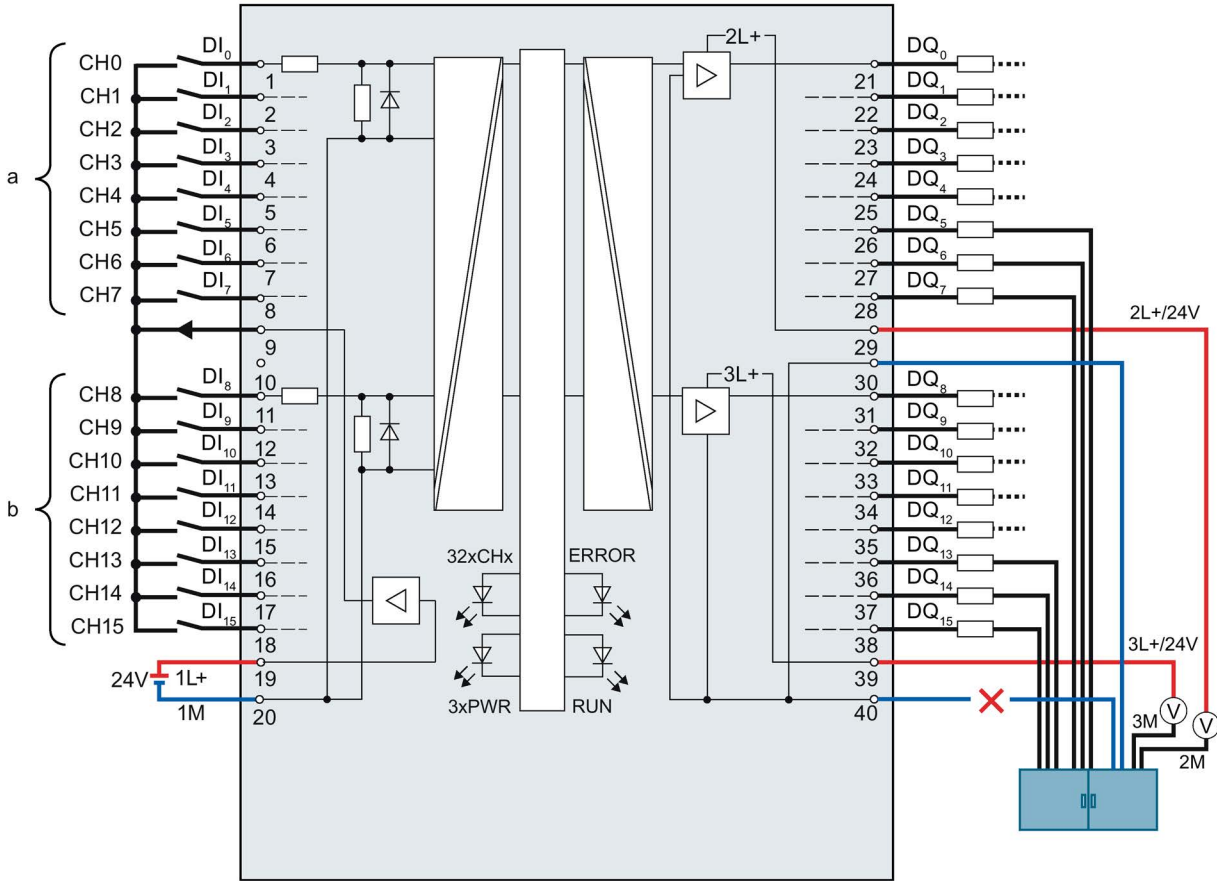 2L+
CH0 DI0 DQ0
1 21
CH1 DI1 DQ1
2 22
CH2 DI2 DQ2
3 23
CH3 DI3 DQ3
a
4 24
CH4 DI4 DQ4
5 25
CH5 DI5 DQ5
6 26
CH6 DI6 DQ6
7 27
CH7 DI7 DQ7
8 28
2L+/24V
9 29
3L+
10 30
CH8 DI8 DQ8
11 31
CH9 DI9 DQ9
12 32
CH10 DI10 DQ10
13 33
CH11 DI11 DQ11
b
14 34
CH12 DI12 DQ12
15 35
CH13 DI13 32xCHx ERROR DQ13
16 36
CH14 DI14 DQ14
17 37
CH15 DI15 DQ15
18 38
3L+/24V
24V 1L+ 19 39
1M 20 3xPWR RUN 40
V
3M V
2M